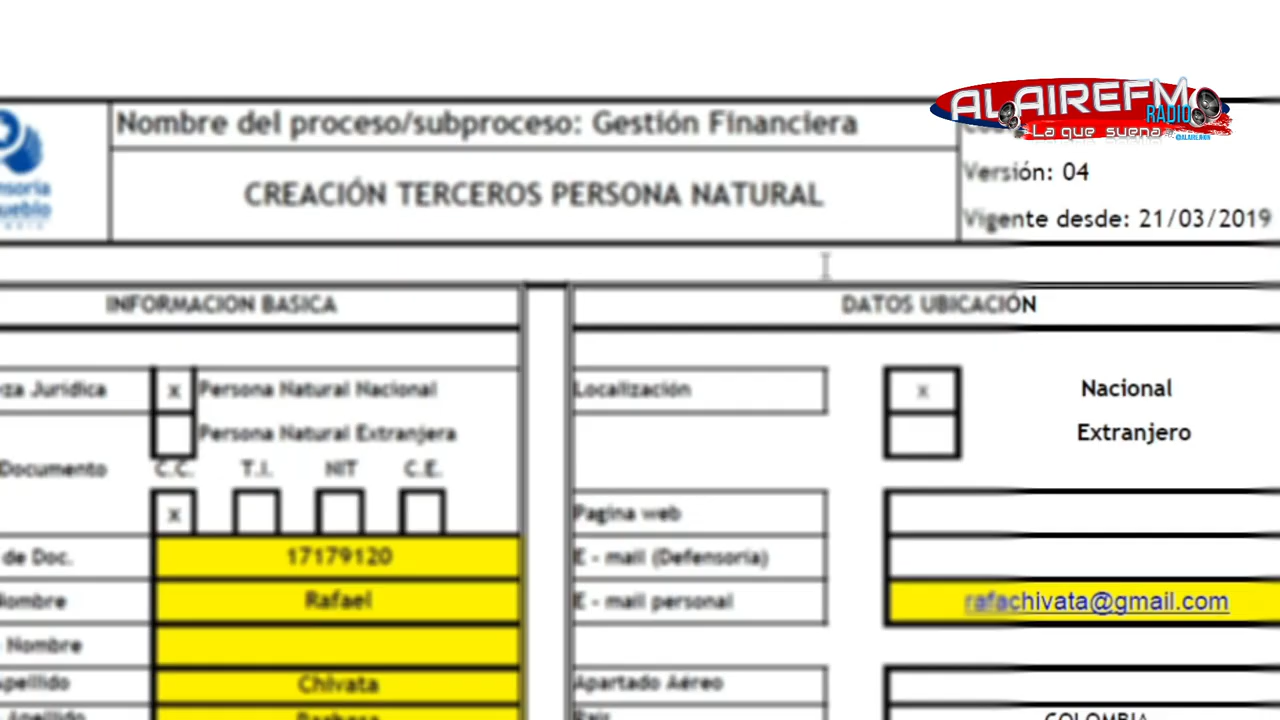 ALAIREFM
RADIO
La que suena
Nombre del proceso/subproceso: Gestión Financiera
Versión: 04
CREACIÓN TERCEROS PERSONA NATURAL
Vigente desde: 21/03/2019
INFORMACION BASICA
DATOS UBICACIÓN
Jurídica
x
Persona Natural Nacional
Localización
x
Nacional
Persona Natural Extranjera
Extranjero
Documento
C.C.
T.I.
NIT
C.E.
x
Pagina web
de Doc.
17179120
E - mail (Defensoría)
Nombre
Rafael
E - mail personal
rafachivata@gmail.com
Nombre
Chivata
Apartado Aéreo
COLOMBIA